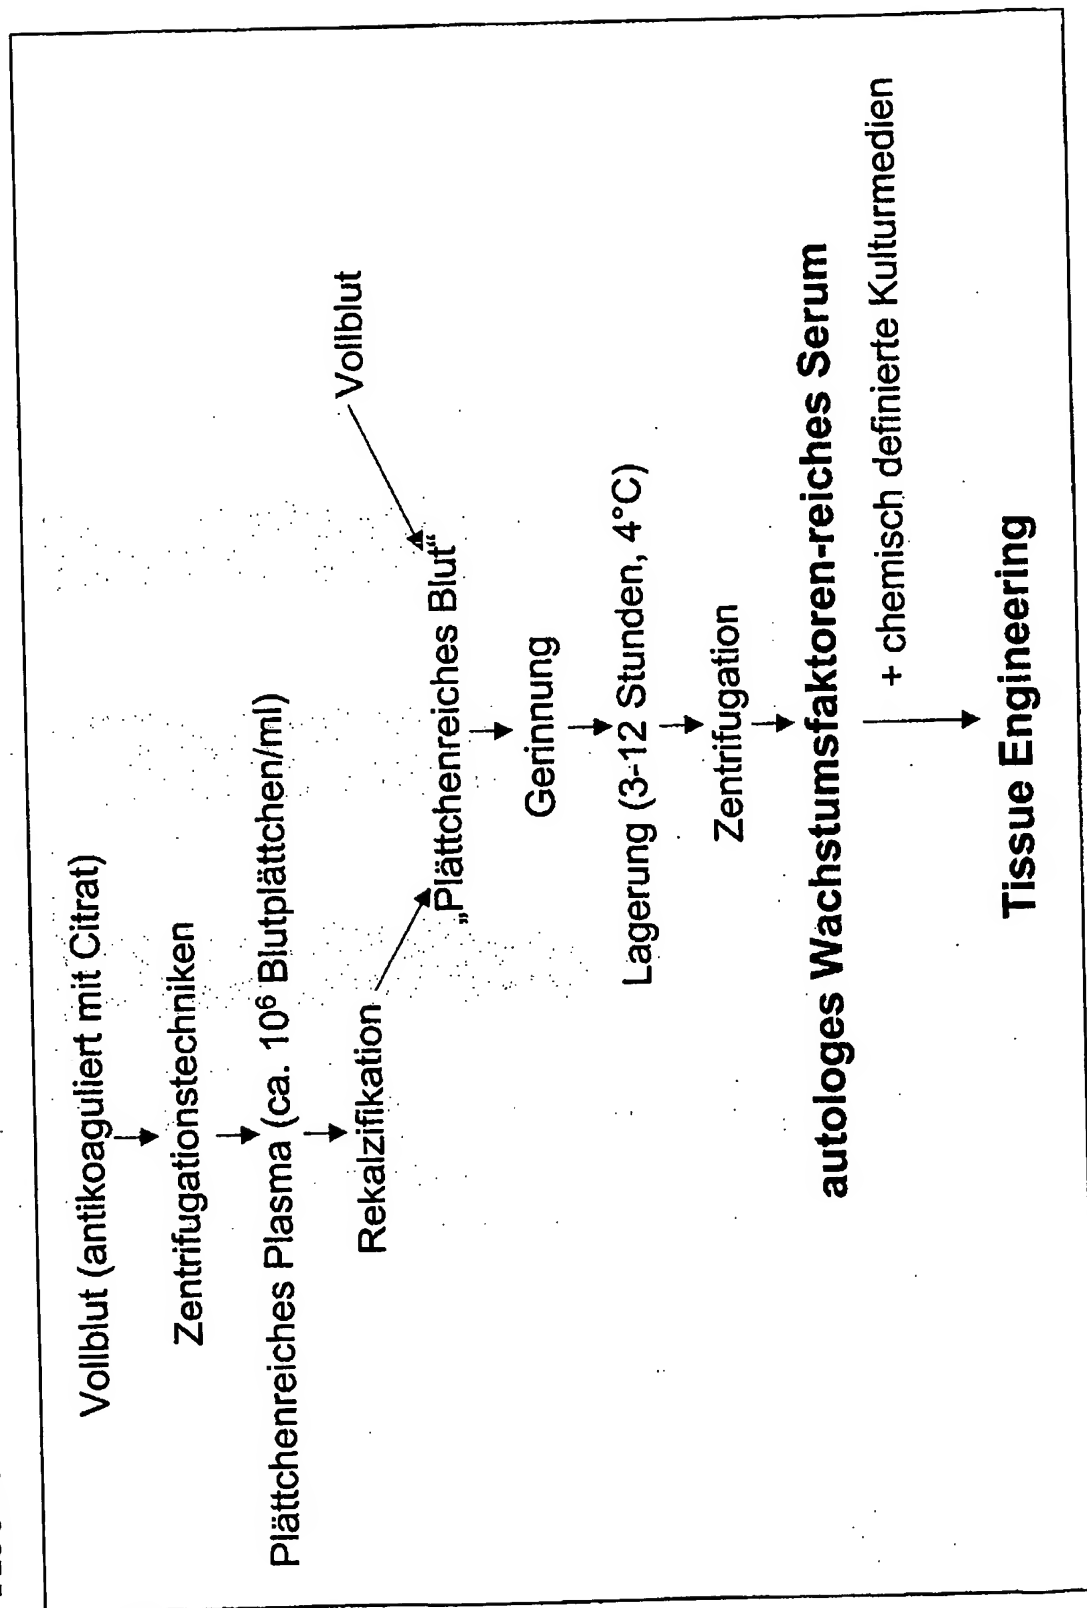 Vollblut (antikoaguliert mit Citrat)
Zentrifugationstechniken
Plättchenreiches Plasma (ca. 10⁶ Blutplättchen/ml)
Rekalzifikation
Vollblut
„Plättchenreiches Blut“
Gerinnung
Lagerung (3-12 Stunden, 4°C)
Zentrifugation
autologes Wachstumsfaktoren-reiches Serum
+ chemisch definierte Kulturmedien
Tissue Engineering